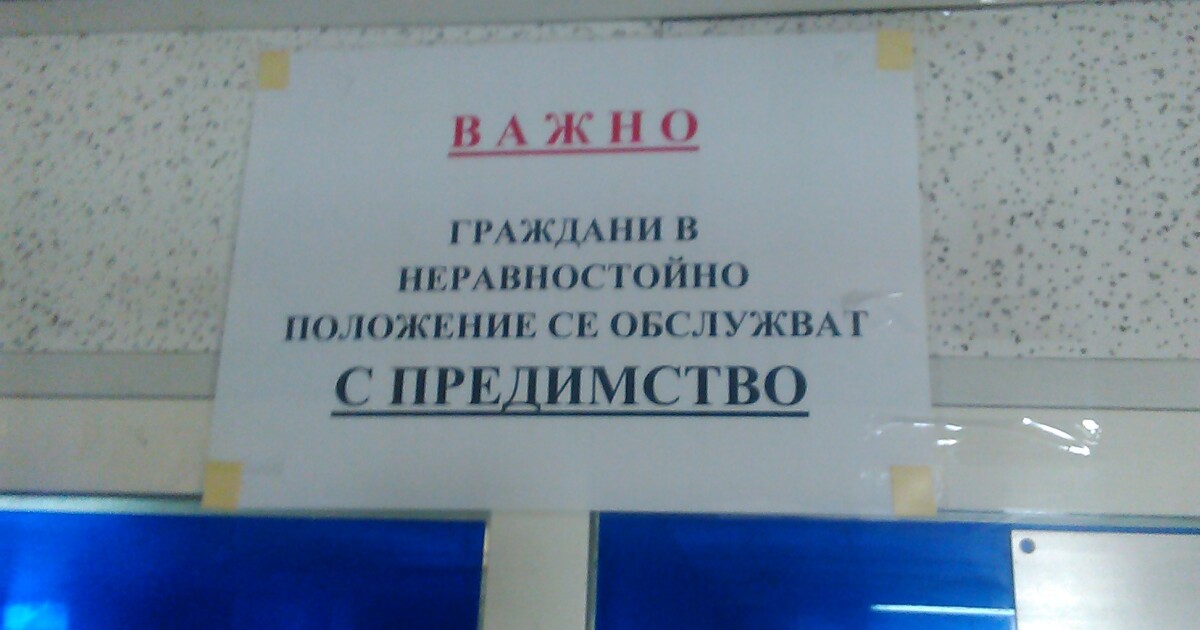 ВАЖНО
ГРАЖДАНИ В
НЕРАВНОСТОЙНО
ПОЛОЖЕНИЕ СЕ ОБСЛУЖВАТ
С ПРЕДИМСТВО